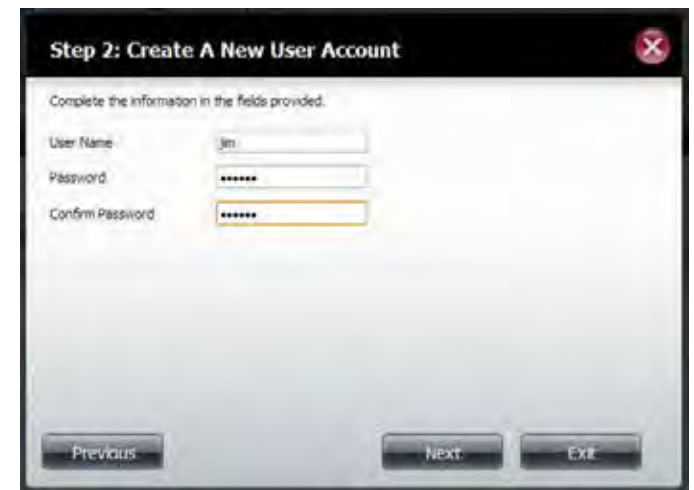 Step 2: Create A New User Account
Complete the information in the fields provided.
User Name jim
Password ••••••
Confirm Password ••••••
Previous Next Exit